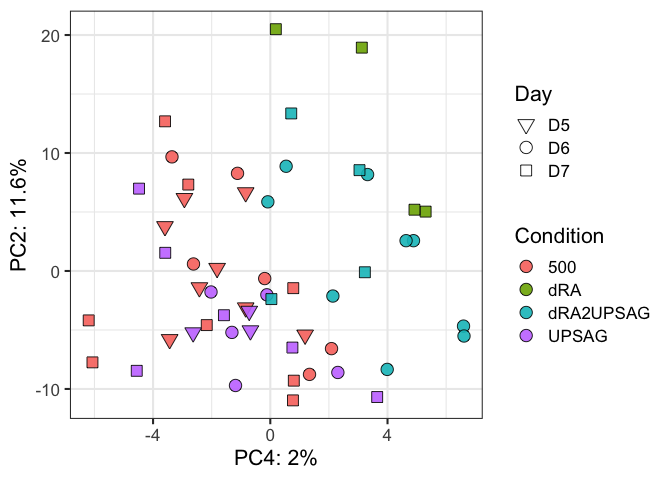 20
10
0
-10
-4
0
4
PC2: 11.6%
PC4: 2%
Day
D5
D6
D7
Condition
500
dRA
dRA2UPSAG
UPSAG